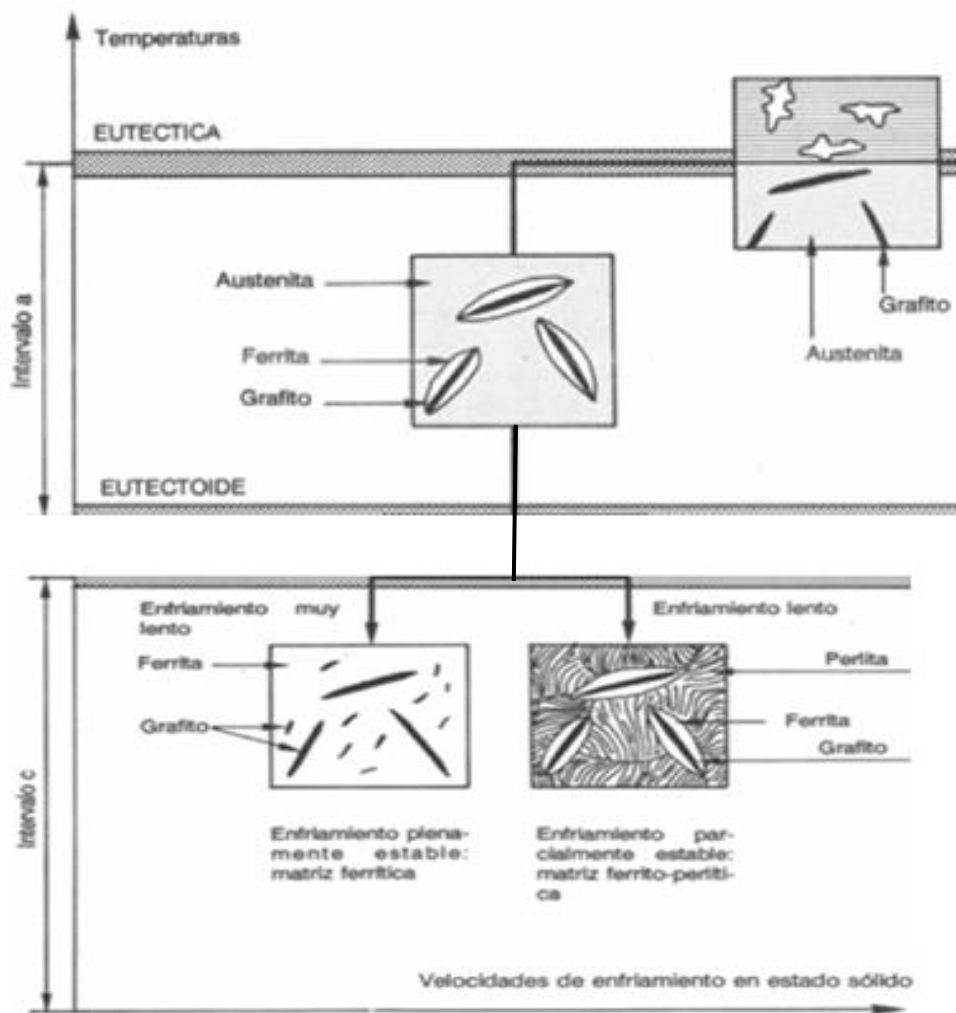 Temperaturas
EUTECTICA
Intervalo a
Austenita
Ferrita
Grafito
Grafito
Austenita
EUTECTOIDE
Intervalo c
Enfriamiento muy
lento
Enfriamiento lento
Ferrita
Grafito
Perlita
Ferrita
Grafito
Enfriamiento plena-
mente estable:
matriz ferrítica
Enfriamiento par-
cialmente estable:
matriz ferrito-perlíti-
ca
Velocidades de enfriamiento en estado sólido